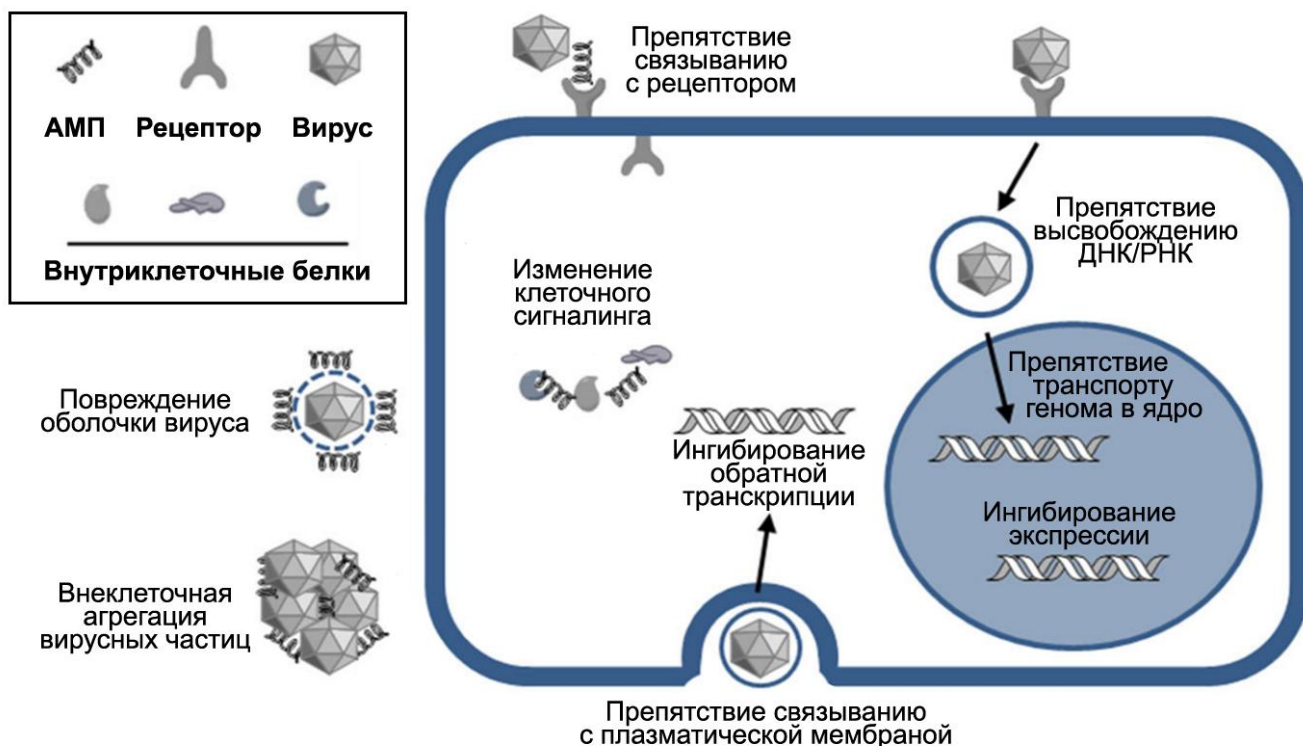 АМП Рецептор Вирус
Внутриклеточные белки
Препятствие
связыванию
с рецептором
Препятствие
высвобождению
ДНК/РНК
Изменение
клеточного
сигналинга
Повреждение
оболочки вируса
Препятствие
транспорту
генома в ядро
Ингибирование
обратной
транскрипции
Ингибирование
экспрессии
Внеклеточная
агрегация
вирусных частиц
Препятствие связыванию
с плазматической мембраной